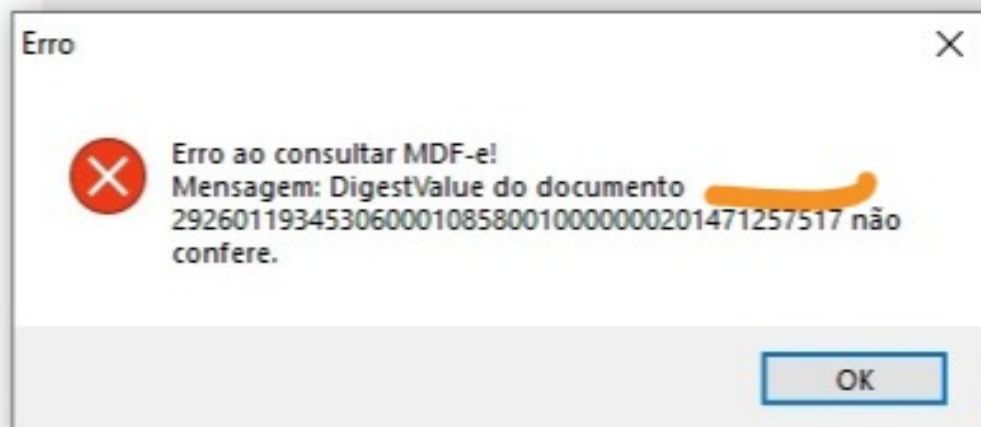 Erro
Erro ao consultar MDF-e!
Mensagem: DigestValue do documento
29260119345306000108580010000000201471257517 não
confere.
OK